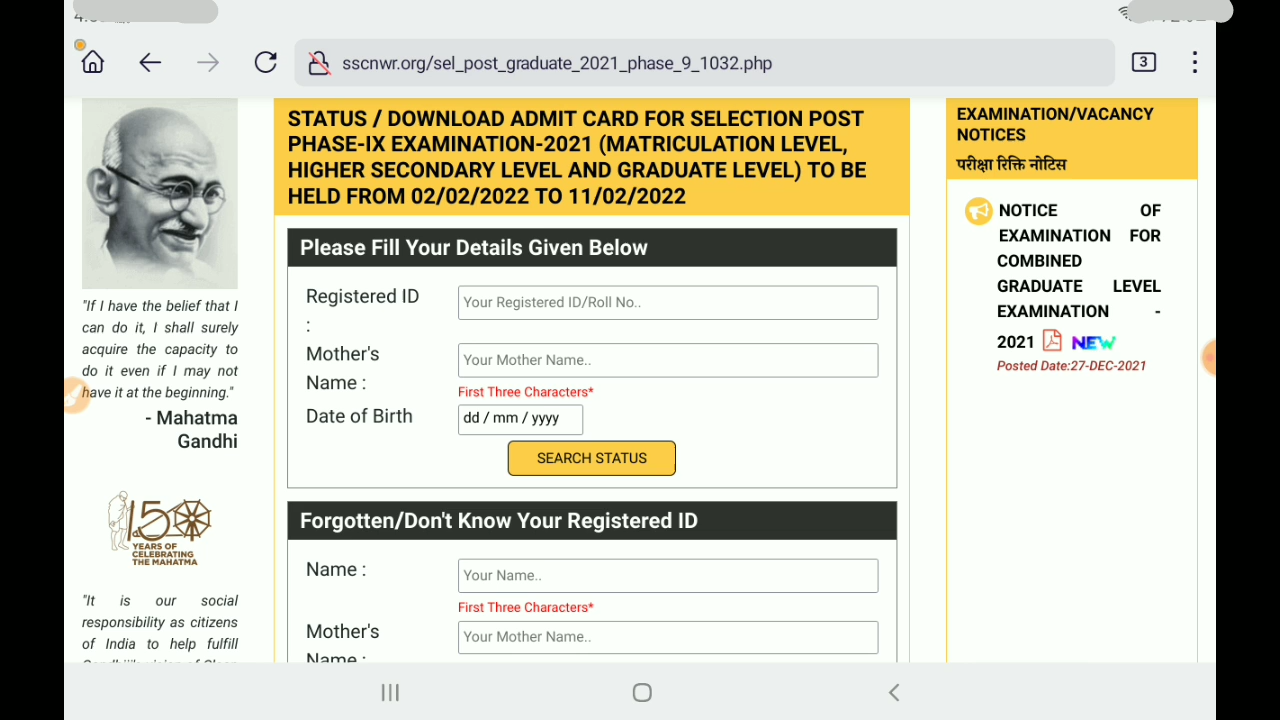 sscnwr.org/sel_post_graduate_2021_phase_9_1032.php
3
"If I have the belief that I
can do it, I shall surely
acquire the capacity to
do it even if I may not
have it at the beginning."
- Mahatma
Gandhi
150
YEARS OF
CELEBRATING
THE MAHATMA
"It is our social
responsibility as citizens
of India to help fulfill
STATUS / DOWNLOAD ADMIT CARD FOR SELECTION POST
PHASE-IX EXAMINATION-2021 (MATRICULATION LEVEL,
HIGHER SECONDARY LEVEL AND GRADUATE LEVEL) TO BE
HELD FROM 02/02/2022 TO 11/02/2022
Please Fill Your Details Given Below
Registered ID
:
Your Registered ID/Roll No..
Mother's
Name :
Your Mother Name..
First Three Characters*
Date of Birth
dd / mm / yyyy
SEARCH STATUS
Forgotten/Don't Know Your Registered ID
Name :
Your Name..
First Three Characters*
Mother's
Name :
Your Mother Name..
EXAMINATION/VACANCY
NOTICES
परीक्षा रिक्ति नोटिस
NOTICE OF
EXAMINATION FOR
COMBINED
GRADUATE LEVEL
EXAMINATION -
2021 NEW
Posted Date:27-DEC-2021